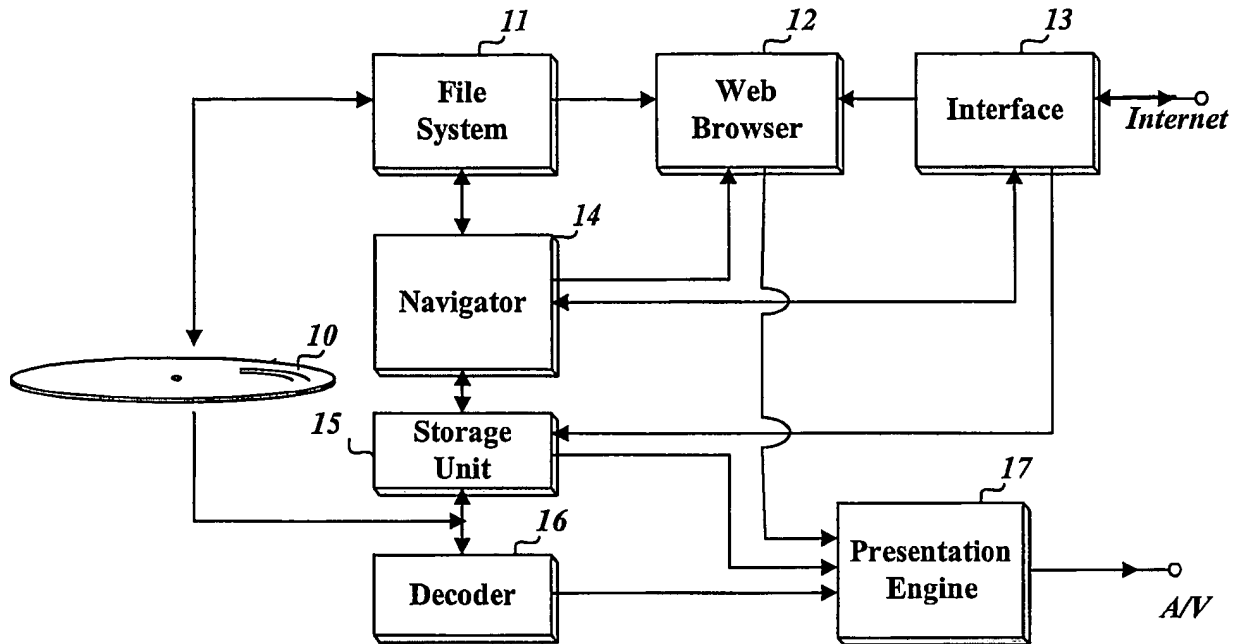 11
12
13
File
System
Web
Browser
Interface
Internet
14
Navigator
10
15
Storage
Unit
16
17
Decoder
Presentation
Engine
A/V